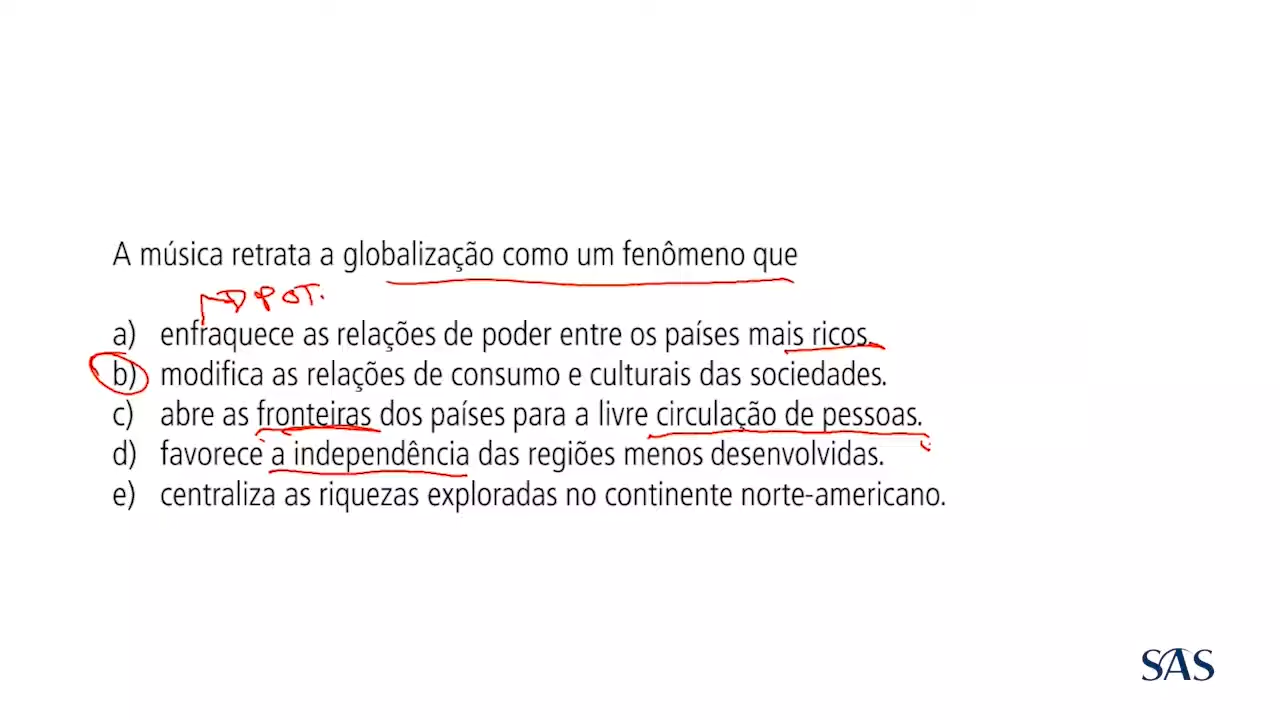 A música retrata a globalização como um fenômeno que
POT.
a) enfraquece as relações de poder entre os países mais ricos.
b) modifica as relações de consumo e culturais das sociedades.
c) abre as fronteiras dos países para a livre circulação de pessoas.
d) favorece a independência das regiões menos desenvolvidas.
e) centraliza as riquezas exploradas no continente norte-americano.
SAS